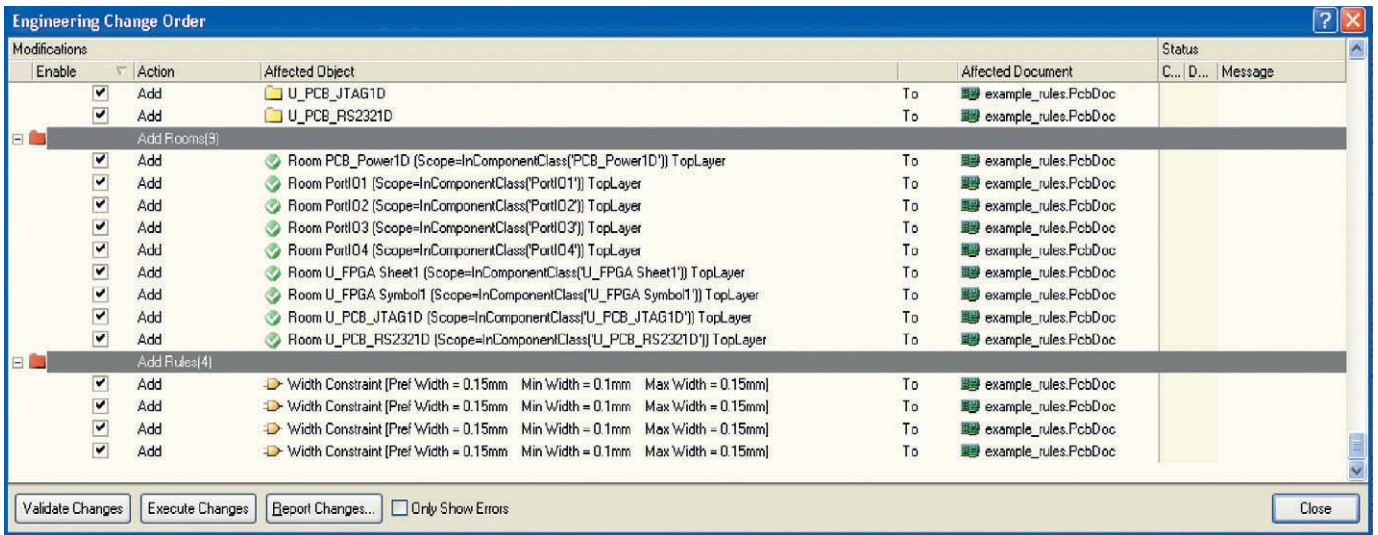 Engineering Change Order
Modifications Status
Enable Action Affected Object Affected Document C... D... Message
Add U_PCB_JTAG1D To example_rules.PcbDoc
Add U_PCB_RS2321D To example_rules.PcbDoc
Add Rooms(9)
Add Room PCB_Power1D (Scope=InComponentClass('PCB_Power1D')) TopLayer To example_rules.PcbDoc
Add Room PortIO1 (Scope=InComponentClass('PortIO1')) TopLayer To example_rules.PcbDoc
Add Room PortIO2 (Scope=InComponentClass('PortIO2')) TopLayer To example_rules.PcbDoc
Add Room PortIO3 (Scope=InComponentClass('PortIO3')) TopLayer To example_rules.PcbDoc
Add Room PortIO4 (Scope=InComponentClass('PortIO4')) TopLayer To example_rules.PcbDoc
Add Room U_FPGA Sheet1 (Scope=InComponentClass('U_FPGA Sheet1')) TopLayer To example_rules.PcbDoc
Add Room U_FPGA Symbol1 (Scope=InComponentClass('U_FPGA Symbol1')) TopLayer To example_rules.PcbDoc
Add Room U_PCB_JTAG1D (Scope=InComponentClass('U_PCB_JTAG1D')) TopLayer To example_rules.PcbDoc
Add Room U_PCB_RS2321D (Scope=InComponentClass('U_PCB_RS2321D')) TopLayer To example_rules.PcbDoc
Add Rules(4)
Add Width Constraint [Pref Width = 0.15mm Min Width = 0.1mm Max Width = 0.15mm] To example_rules.PcbDoc
Add Width Constraint [Pref Width = 0.15mm Min Width = 0.1mm Max Width = 0.15mm] To example_rules.PcbDoc
Add Width Constraint [Pref Width = 0.15mm Min Width = 0.1mm Max Width = 0.15mm] To example_rules.PcbDoc
Add Width Constraint [Pref Width = 0.15mm Min Width = 0.1mm Max Width = 0.15mm] To example_rules.PcbDoc
Validate Changes Execute Changes Report Changes... Only Show Errors Close